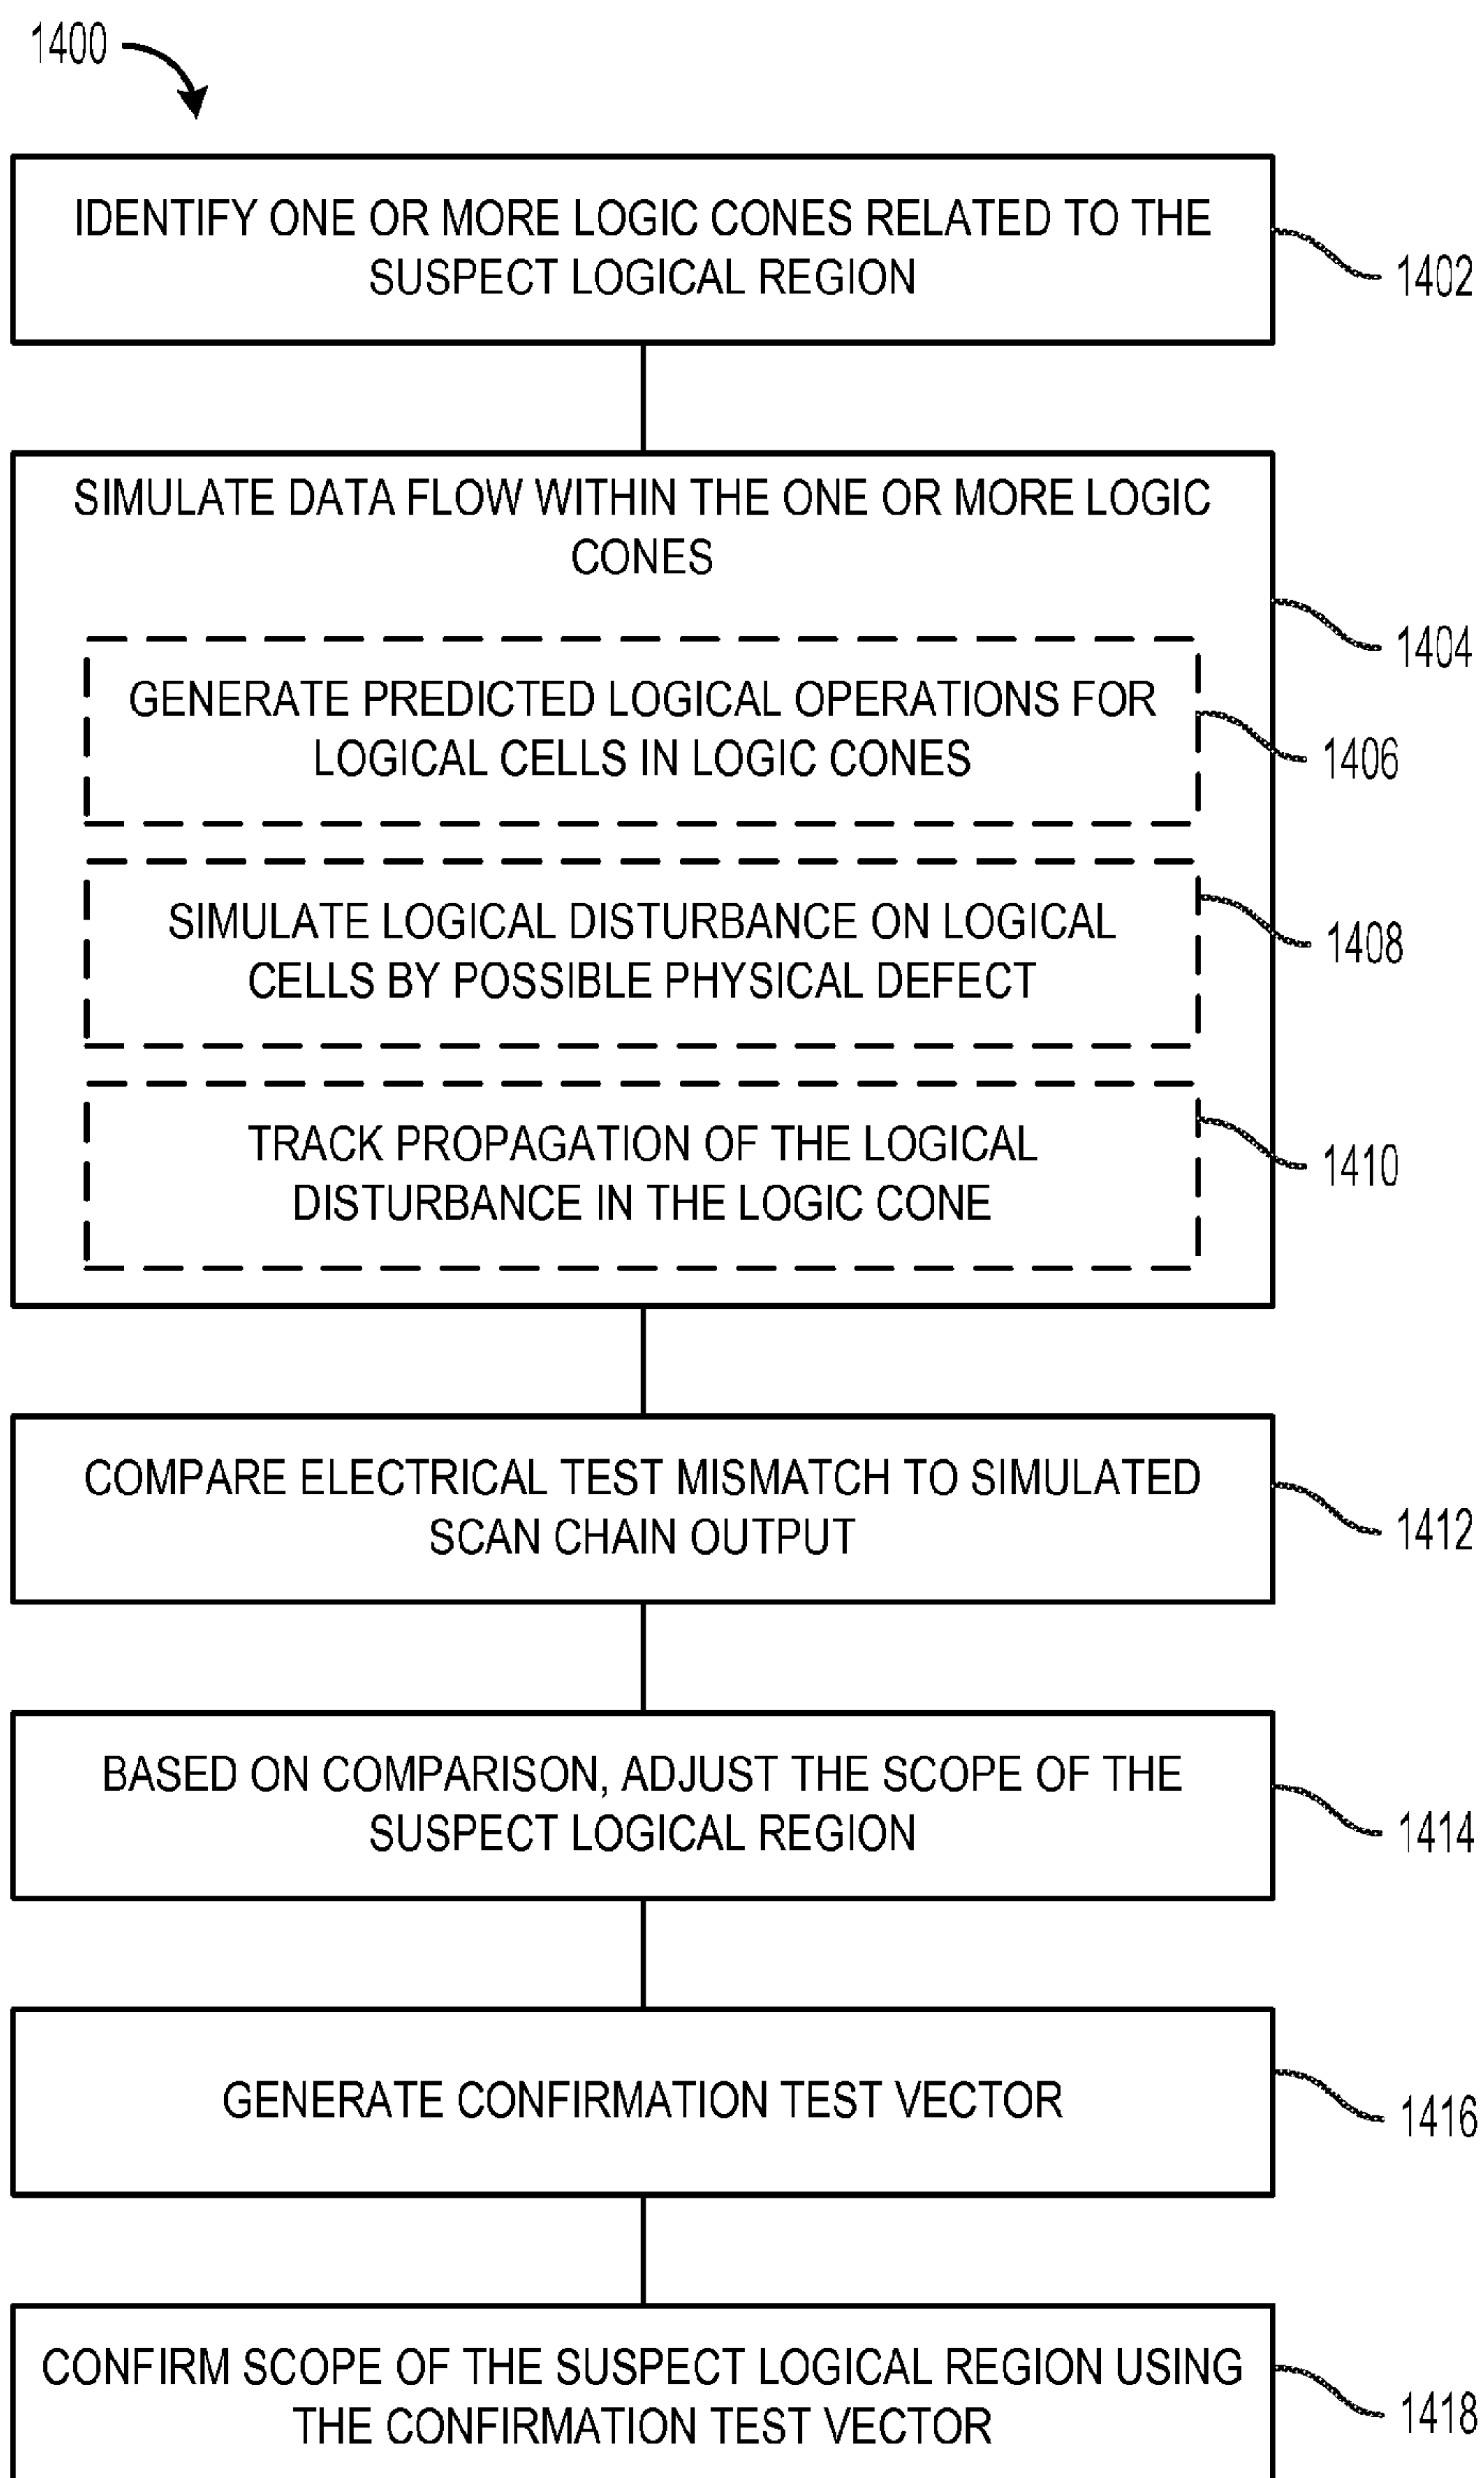 1400
IDENTIFY ONE OR MORE LOGIC CONES RELATED TO THE
SUSPECT LOGICAL REGION
1402
SIMULATE DATA FLOW WITHIN THE ONE OR MORE LOGIC
CONES
1404
GENERATE PREDICTED LOGICAL OPERATIONS FOR
LOGICAL CELLS IN LOGIC CONES
1406
SIMULATE LOGICAL DISTURBANCE ON LOGICAL
CELLS BY POSSIBLE PHYSICAL DEFECT
1408
TRACK PROPAGATION OF THE LOGICAL
DISTURBANCE IN THE LOGIC CONE
1410
COMPARE ELECTRICAL TEST MISMATCH TO SIMULATED
SCAN CHAIN OUTPUT
1412
BASED ON COMPARISON, ADJUST THE SCOPE OF THE
SUSPECT LOGICAL REGION
1414
GENERATE CONFIRMATION TEST VECTOR
1416
CONFIRM SCOPE OF THE SUSPECT LOGICAL REGION USING
THE CONFIRMATION TEST VECTOR
1418